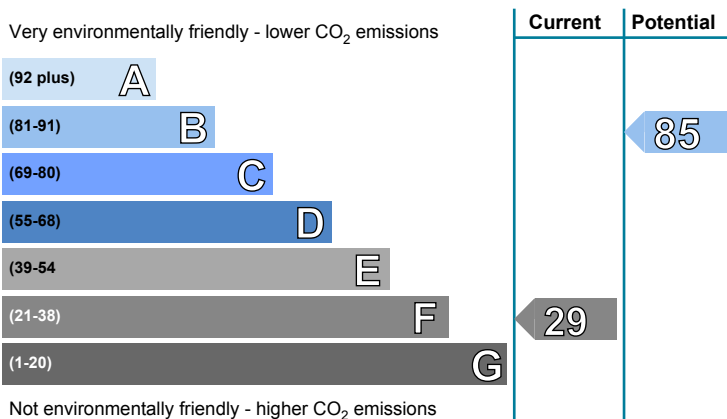 Current Potential
Very environmentally friendly - lower CO₂ emissions
(92 plus) A
(81-91) B
85
(69-80) C
(55-68) D
(39-54 E
(21-38) F
29
(1-20) G
Not environmentally friendly - higher CO₂ emissions